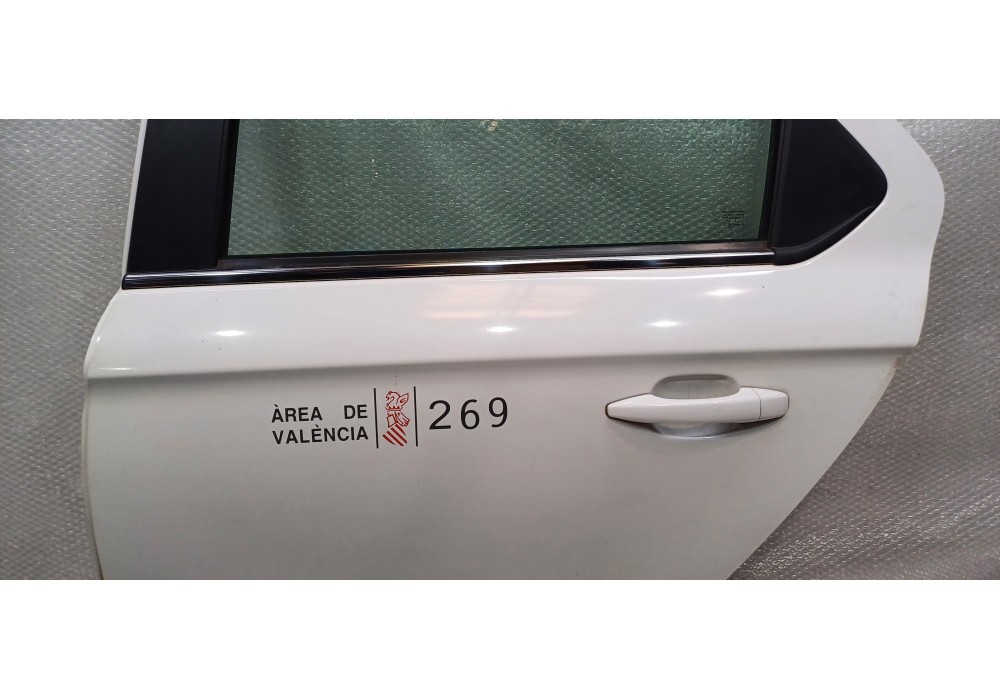 ÀREA DE
VALÈNCIA
269